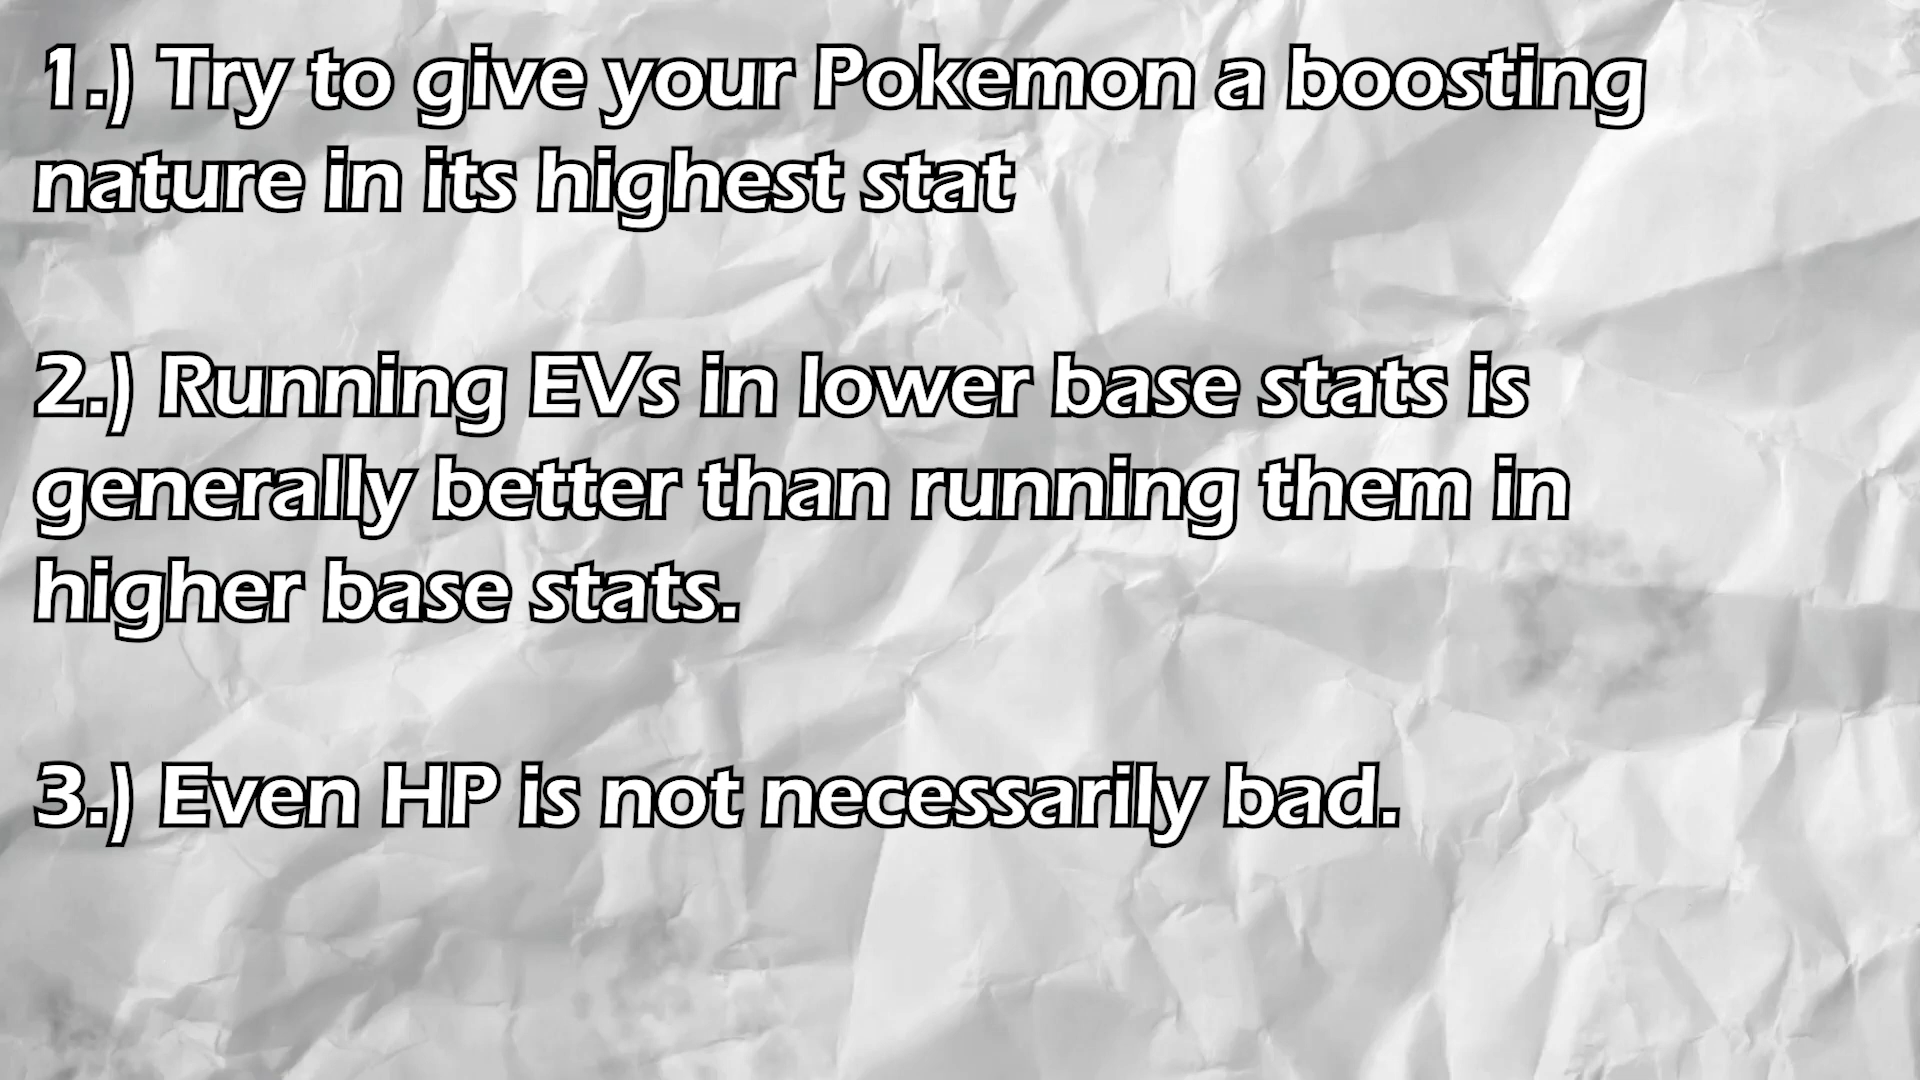 1.) Try to give your Pokemon a boosting
nature in its highest stat
2.) Running EVs in lower base stats is
generally better than running them in
higher base stats.
3.) Even HP is not necessarily bad.